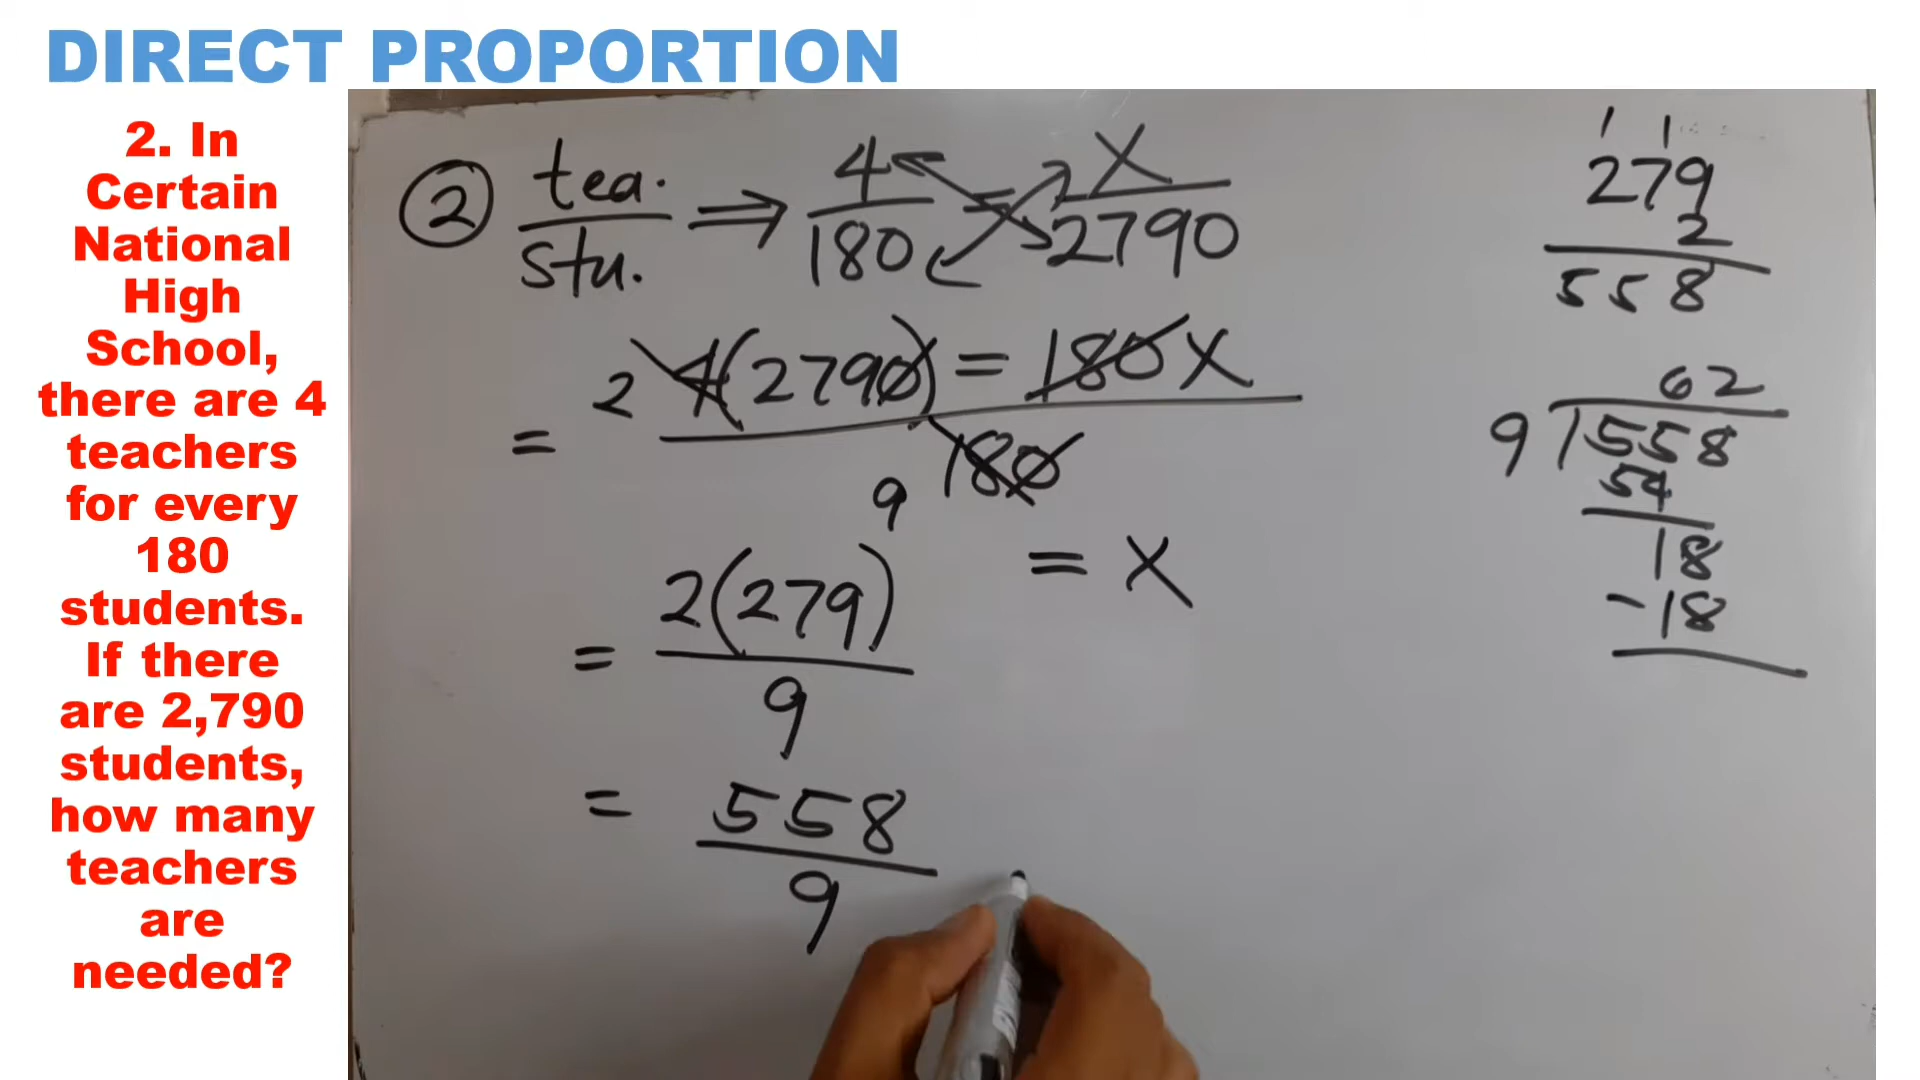 DIRECT PROPORTION
2. In
Certain
National
High
School,
there are 4
teachers
for every
180
students.
If there
are 2,790
students,
how many
teachers
are
needed?
② tea. / stu. ⇒ 4 / 180 = X / 2790
2 4(2790) = 180X
= 9 180
2(279) = X
= 9
= 558
9
1 1
279
2
558
62
9 558
54
18
-18